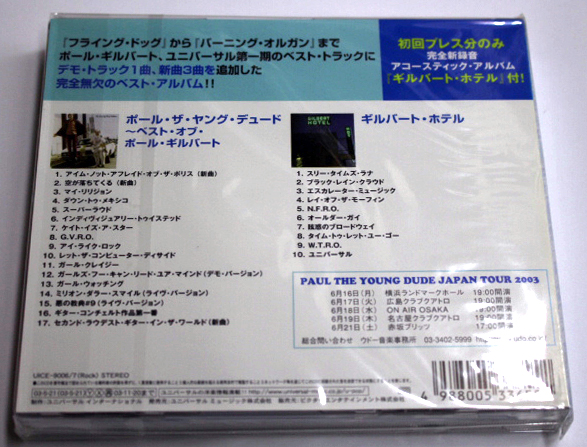 『フライング・ドッグ』から『バーニング・オルガン』まで
ポール・ギルバート、ユニバーサル第一期のベスト・トラックに
デモ・トラック1曲、新曲3曲を追加した
完全無欠のベスト・アルバム!!
初回プレス分のみ
完全新録音
アコースティック・アルバム
『ギルバート・ホテル』付!
ポール・ザ・ヤング・デュード
〜ベスト・オブ・
ポール・ギルバート
1. アイム・ノット・アフレイド・オブ・ザ・ポリス (新曲)
2. 空が落ちてくる (新曲)
3. マイ・リリジョン
4. ダウン・トゥ・メキシコ
5. スーパーラウド
6. インディヴィジュアリー・トゥイステッド
7. ケイト・イズ・ア・スター
8. G.V.R.O.
9. アイ・ライク・ロック
10. レット・ザ・コンピューター・ディサイド
11. ガール・クレイジー
12. ガールズ・フー・キャン・リード・ユア・マインド (デモ・バージョン)
13. ガール・ウォッチング
14. ミリオン・ダラー・スマイル (ライヴ・バージョン)
15. 悪の教典#9 (ライヴ・バージョン)
16. ギター・コンチェルト作品第一番
17. セカンド・ラウデスト・ギター・イン・ザ・ワールド (新曲)
GILBERT
HOTEL
ギルバート・ホテル
1. スリー・タイムズ・ラナ
2. ブラック・レイン・クラウド
3. エスカレーター・ミュージック
4. レイ・オブ・ザ・モーフィン
5. N.F.R.O.
6. オールダー・ガイ
7. 眩惑のブロードウェイ
8. タイム・トゥ・レット・ユー・ゴー
9. W.T.R.O.
10. ユニバーサル
PAUL THE YOUNG DUDE JAPAN TOUR 2003
6月16日(月) 横浜ランドマークホール 19:00開演
6月17日(火) 広島クラブクアトロ 19:00開演
6月18日(水) ON AIR OSAKA 19:00開演
6月19日(木) 名古屋クラブクアトロ 19:00開演
6月21日(土) 赤坂ブリッツ 17:00開演
総合問い合わせ ウドー音楽事務所 03-3402-5999
UICE-9006/7 (Rock) STEREO